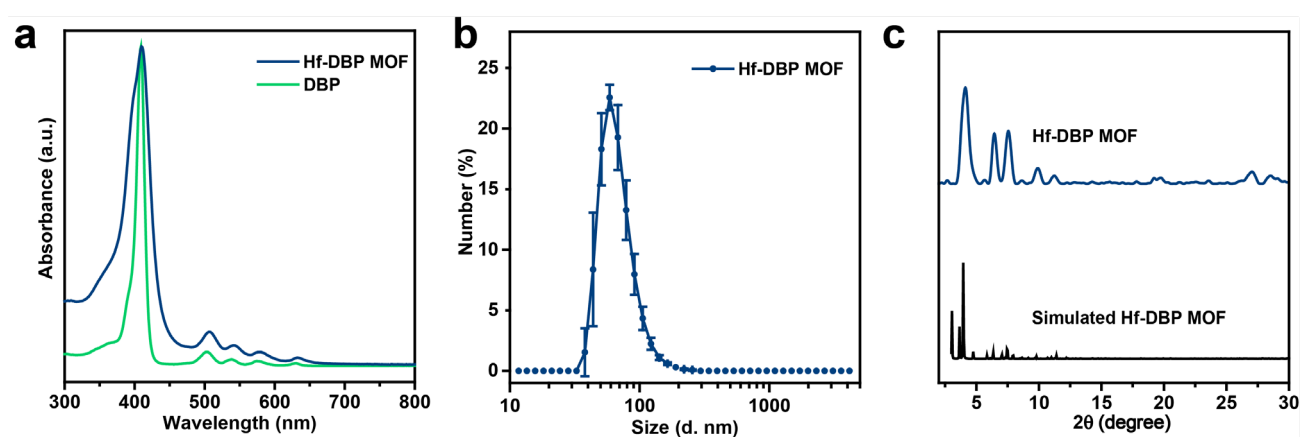 a
Absorbance (a.u.)
Hf-DBP MOF
DBP
300 400 500 600 700 800
Wavelength (nm)
b
Number (%)
25
20
15
10
5
0
Hf-DBP MOF
10 100 1000
Size (d. nm)
c
Hf-DBP MOF
Simulated Hf-DBP MOF
5 10 15 20 25 30
2θ (degree)